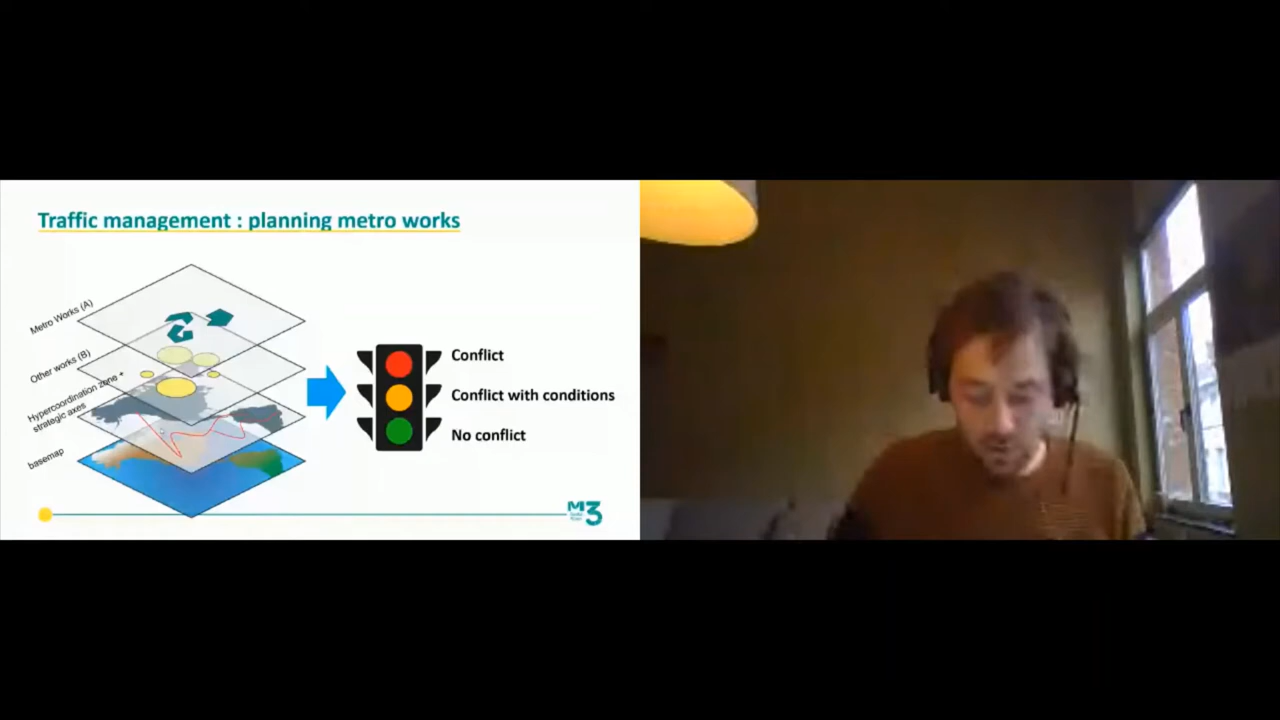 Traffic management : planning metro works
Metro Works (A)
Other works (B)
Hypercoordination zone +
strategic axes
basemap
Conflict
Conflict with conditions
No conflict
M3